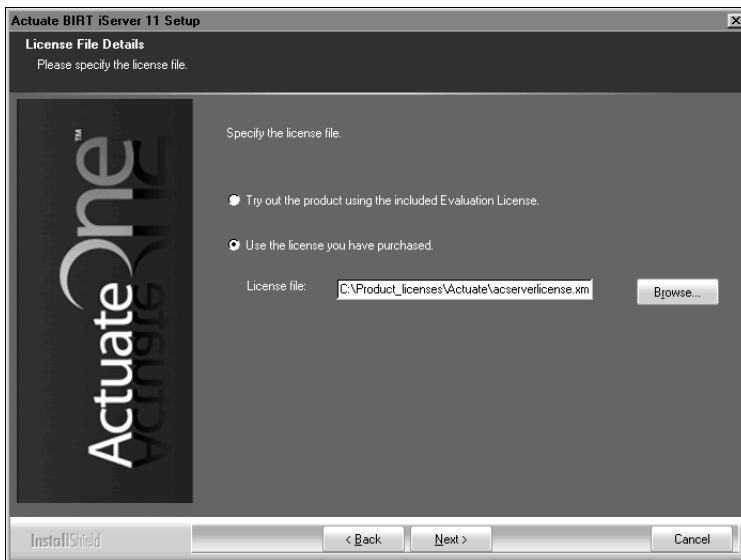 Actuate BIRT iServer 11 Setup
License File Details
Please specify the license file.
ActuateOne™
Specify the license file.
Try out the product using the included Evaluation License.
Use the license you have purchased.
License file:
C:\Product_licenses\Actuate\acserverlicense.xm
Browse...
InstallShield
< Back
Next >
Cancel